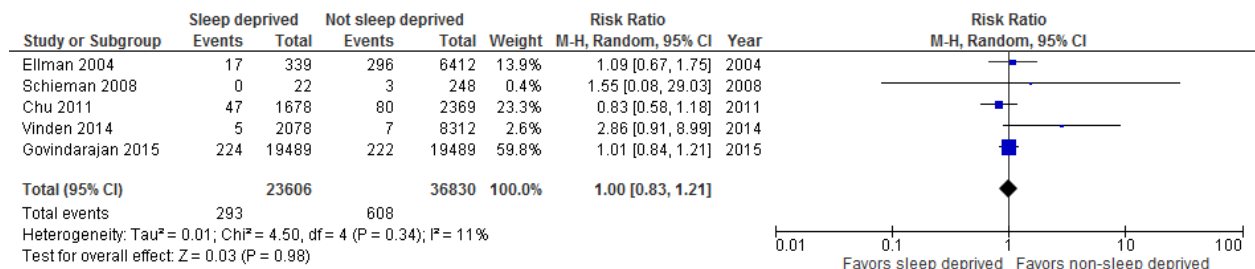 Sleep deprived Not sleep deprived Risk Ratio Risk Ratio
Study or Subgroup Events Total Events Total Weight M-H, Random, 95% CI Year M-H, Random, 95% CI
Ellman 2004 17 339 296 6412 13.9% 1.09 [0.67, 1.75] 2004
Schieman 2008 0 22 3 248 0.4% 1.55 [0.08, 29.03] 2008
Chu 2011 47 1678 80 2369 23.3% 0.83 [0.58, 1.18] 2011
Vinden 2014 5 2078 7 8312 2.6% 2.86 [0.91, 8.99] 2014
Govindarajan 2015 224 19489 222 19489 59.8% 1.01 [0.84, 1.21] 2015
Total (95% CI) 23606 36830 100.0% 1.00 [0.83, 1.21]
Total events 293 608
Heterogeneity: Tau² = 0.01; Chi² = 4.50, df = 4 (P = 0.34); I² = 11%
Test for overall effect: Z = 0.03 (P = 0.98)
0.01 0.1 1 10 100
Favors sleep deprived Favors non-sleep deprived